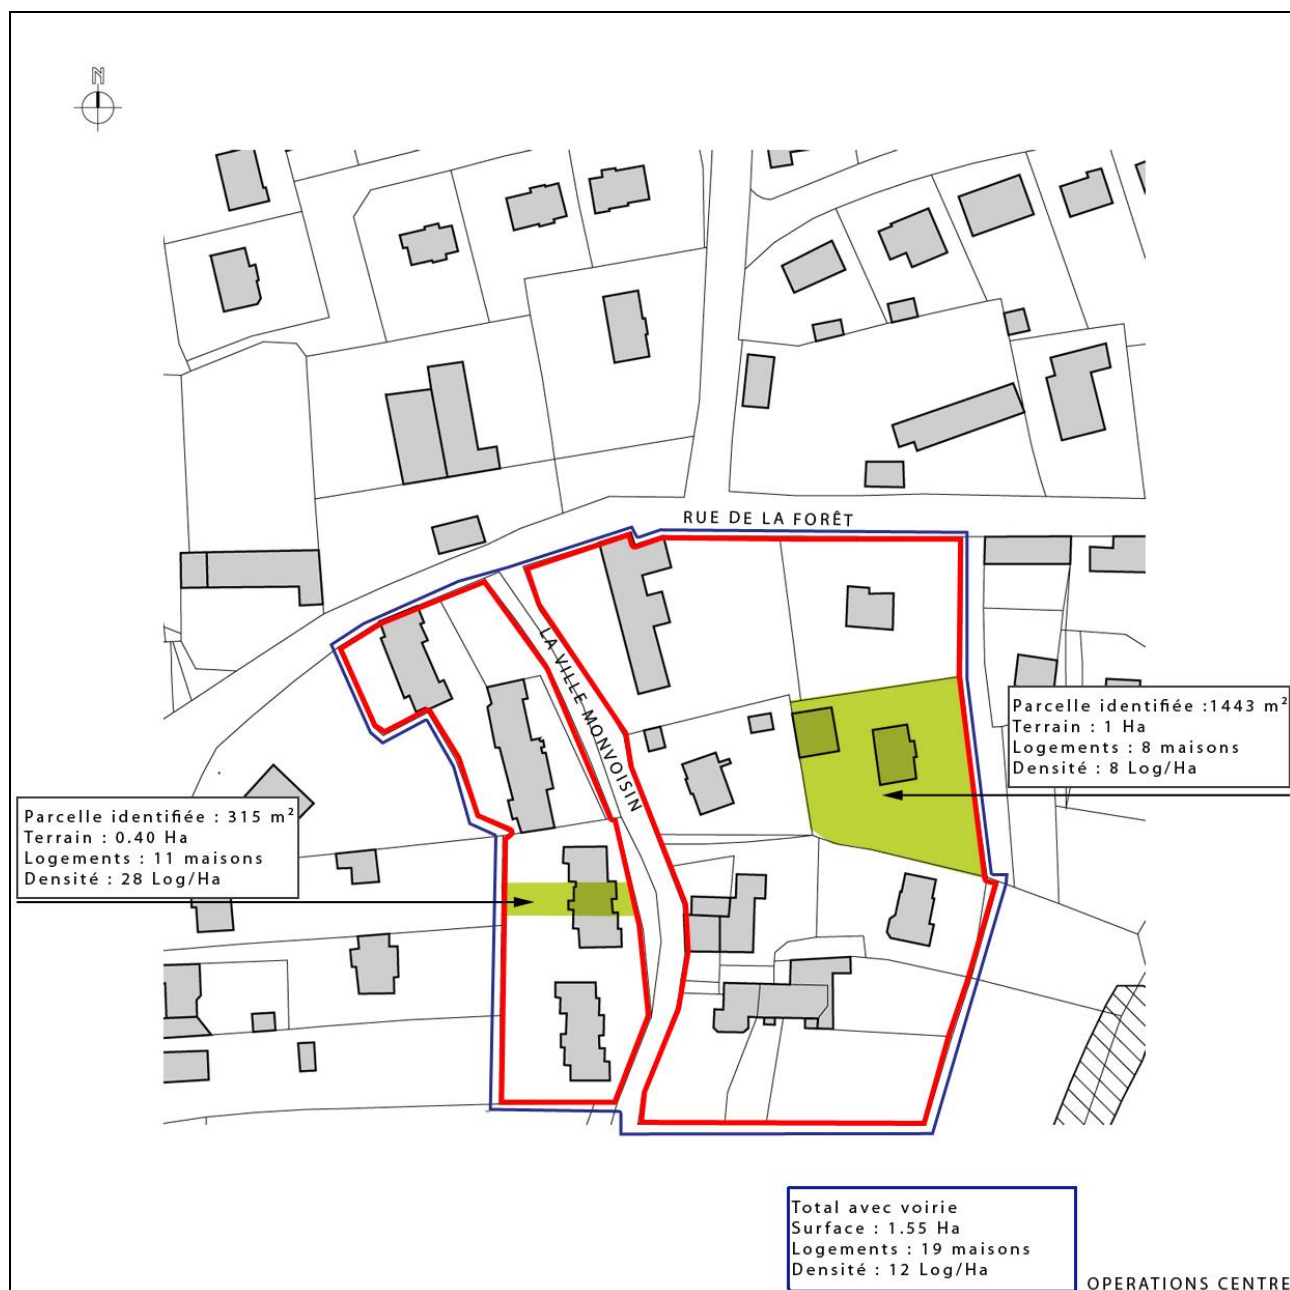 N
RUE DE LA FORÊT
LA VILLE MONVOISIN
Parcelle identifiée :1443 m²
Terrain : 1 Ha
Logements : 8 maisons
Densité : 8 Log/Ha
Parcelle identifiée : 315 m²
Terrain : 0.40 Ha
Logements : 11 maisons
Densité : 28 Log/Ha
Total avec voirie
Surface : 1.55 Ha
Logements : 19 maisons
Densité : 12 Log/Ha
OPERATIONS CENTRE